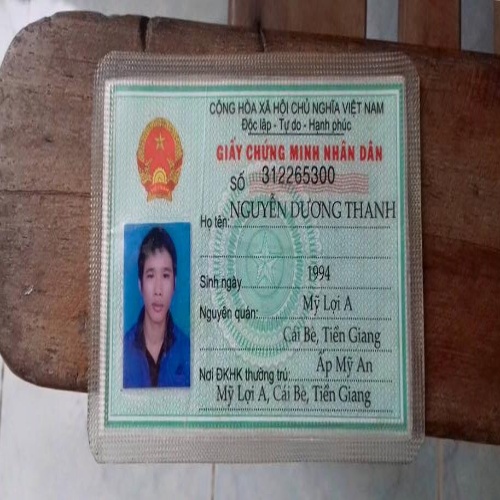 CỘNG HÒA XÃ HỘI CHỦ NGHĨA VIỆT NAM
Độc lập - Tự do - Hạnh phúc
GIẤY CHỨNG MINH NHÂN DÂN
SỐ 312265300
Họ tên: NGUYỄN DƯƠNG THANH
Sinh ngày 1994
Nguyên quán: Mỹ Lợi A
Cái Bè, Tiền Giang
Nơi ĐKHK thường trú: Ấp Mỹ An
Mỹ Lợi A, Cái Bè, Tiền Giang